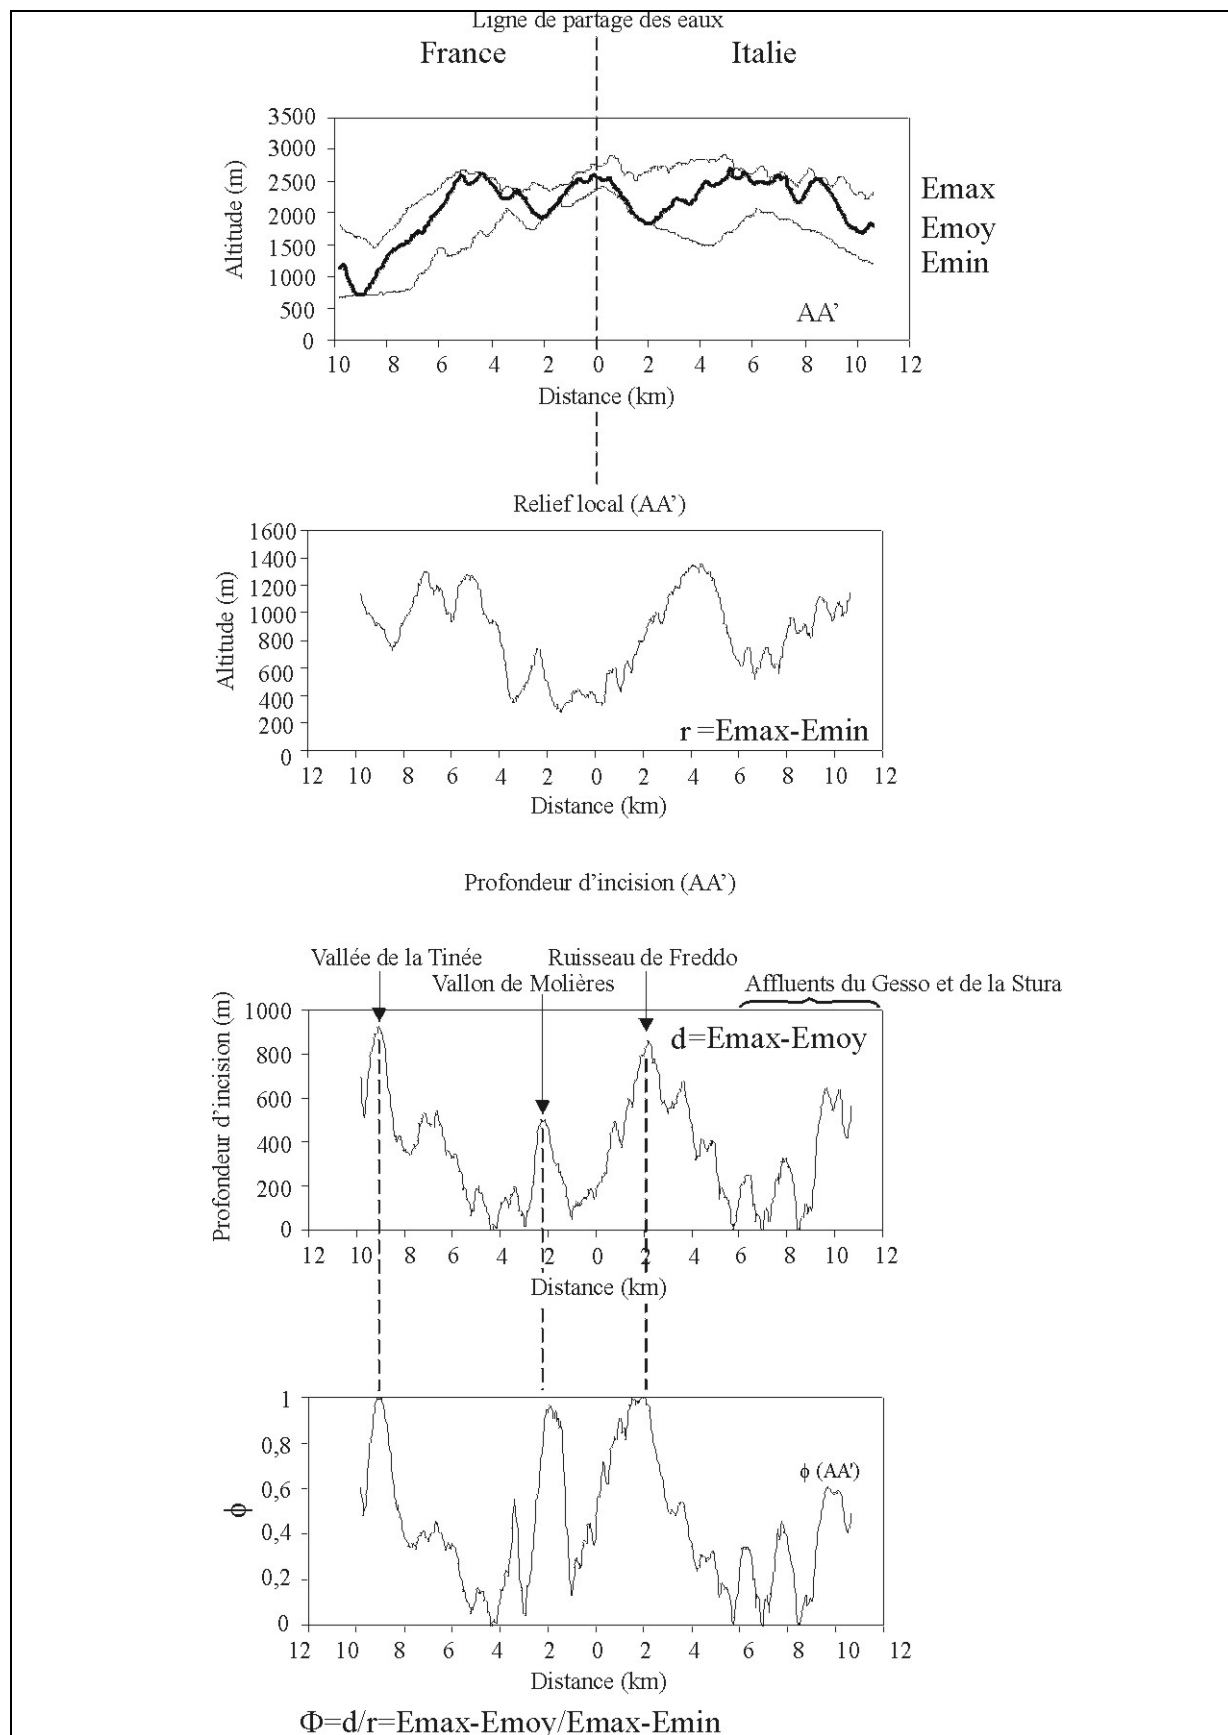 Ligne de partage des eaux
France Italie
3500
3000
2500
2000
1500
1000
500
0
Altitude (m)
Emax
Emoy
Emin
AA’
10 8 6 4 2 0 2 4 6 8 10 12
Distance (km)
Relief local (AA’)
1600
1400
1200
1000
800
600
400
200
0
Altitude (m)
r =Emax-Emin
12 10 8 6 4 2 0 2 4 6 8 10 12
Distance (km)
Profondeur d’incision (AA’)
Vallée de la Tinée Ruisseau de Freddo
Vallon de Molières Affluents du Gesso et de la Stura
1000
800
600
400
200
0
Profondeur d’incision (m)
d=Emax-Emoy
12 10 8 6 4 2 0 2 4 6 8 10 12
Distance (km)
1
0,8
0,6
0,4
0,2
0
ϕ
ϕ (AA’)
12 10 8 6 4 2 0 2 4 6 8 10 12
Distance (km)
Φ=d/r=Emax-Emoy/Emax-Emin